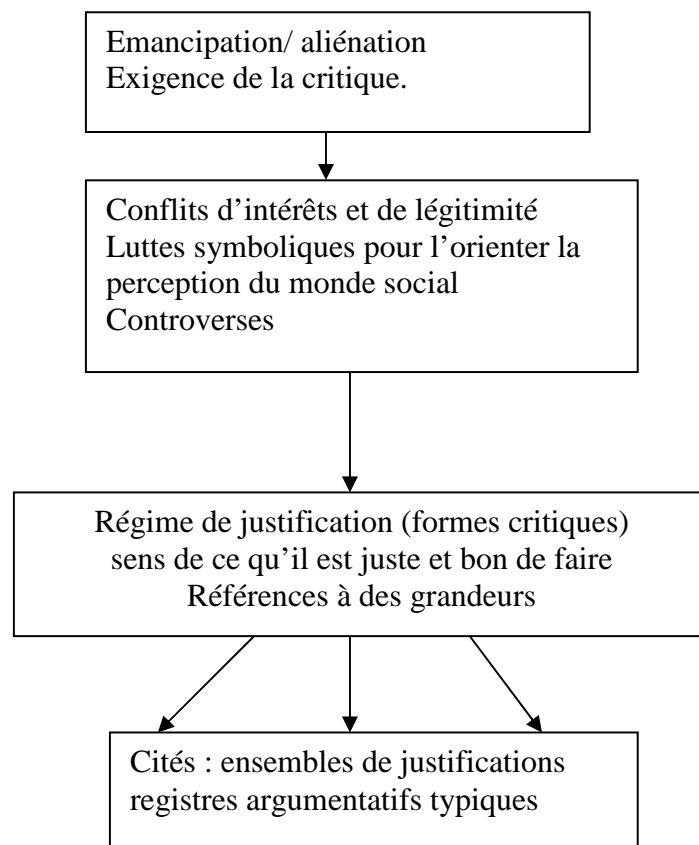 Emancipation/ aliénation
Exigence de la critique.
Conflits d’intérêts et de légitimité
Luttes symboliques pour l’orienter la
perception du monde social
Controverses
Régime de justification (formes critiques)
sens de ce qu’il est juste et bon de faire
Références à des grandeurs
Cités : ensembles de justifications
registres argumentatifs typiques